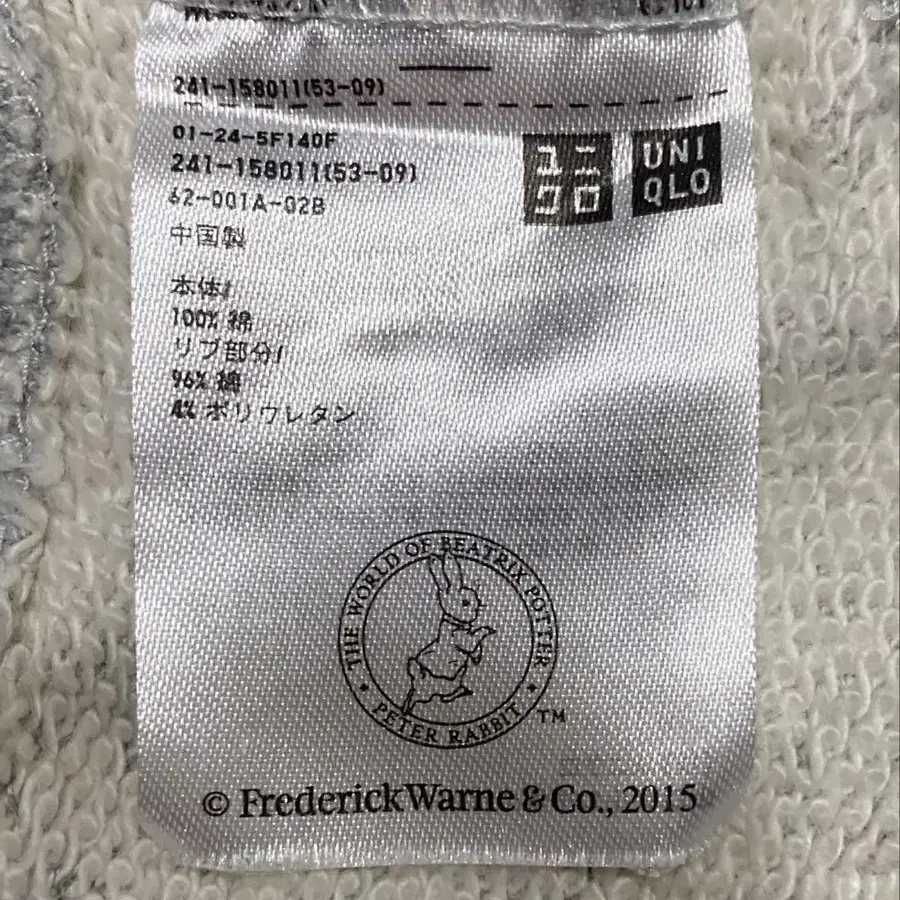 241-158011(53-09)
01-24-5F140F
241-158011(53-09)
62-001A-02B
中国製
ユニ
クロ
UNI
QLO
本体/
100% 綿
リブ部分/
96% 綿
4% ポリウレタン
THE WORLD OF BEATRIX POTTER
PETER RABBIT
TM
© Frederick Warne & Co., 2015